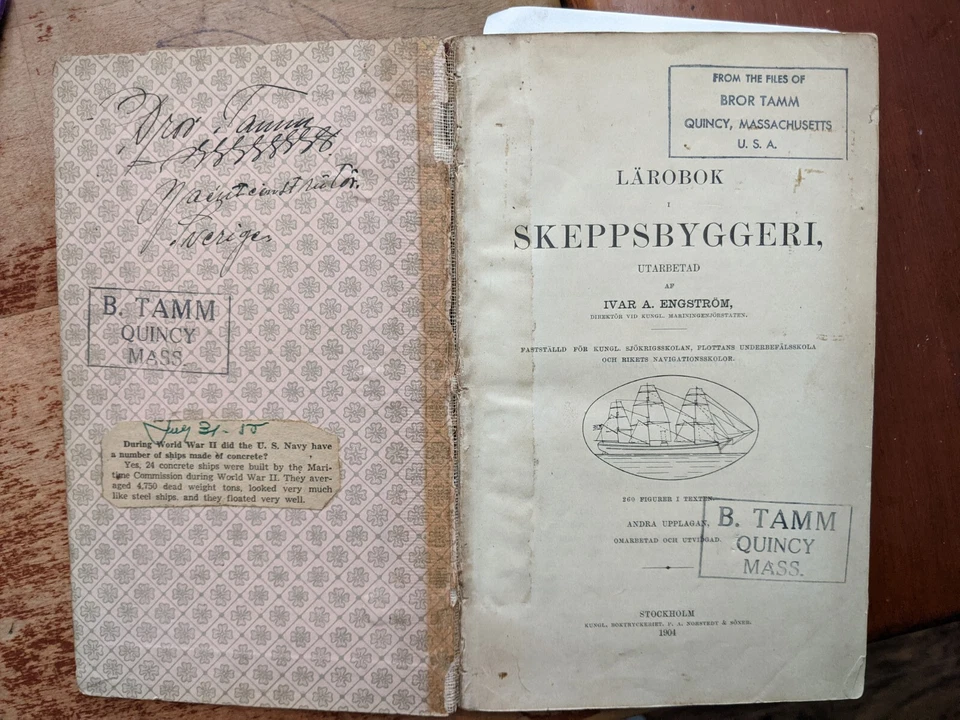 Bror Tamm
Yachtconstruktör.
Sverige.
B. TAMM
QUINCY
MASS.
July 31-55
During World War II did the U. S. Navy have
a number of ships made of concrete?
Yes, 24 concrete ships were built by the Mari-
time Commission during World War II. They aver-
aged 4,750 dead weight tons, looked very much
like steel ships, and they floated very well.
FROM THE FILES OF
BROR TAMM
QUINCY, MASSACHUSETTS
U. S. A.
LÄROBOK
I
SKEPPSBYGGERI,
UTARBETAD
AF
IVAR A. ENGSTRÖM,
DIREKTÖR VID KUNGL. MARININGENJÖRSTATEN.
FASTSTÄLLD FÖR KUNGL. SJÖKRIGSSKOLAN, FLOTTANS UNDERBEFÄLSSKOLA
OCH RIKETS NAVIGATIONSSKOLOR.
260 FIGURER I TEXTEN.
ANDRA UPPLAGAN,
OMARBETAD OCH UTVIDGAD.
B. TAMM
QUINCY
MASS.
STOCKHOLM
KUNGL. BOKTRYCKERIET. P. A. NORSTEDT & SÖNER.
1904